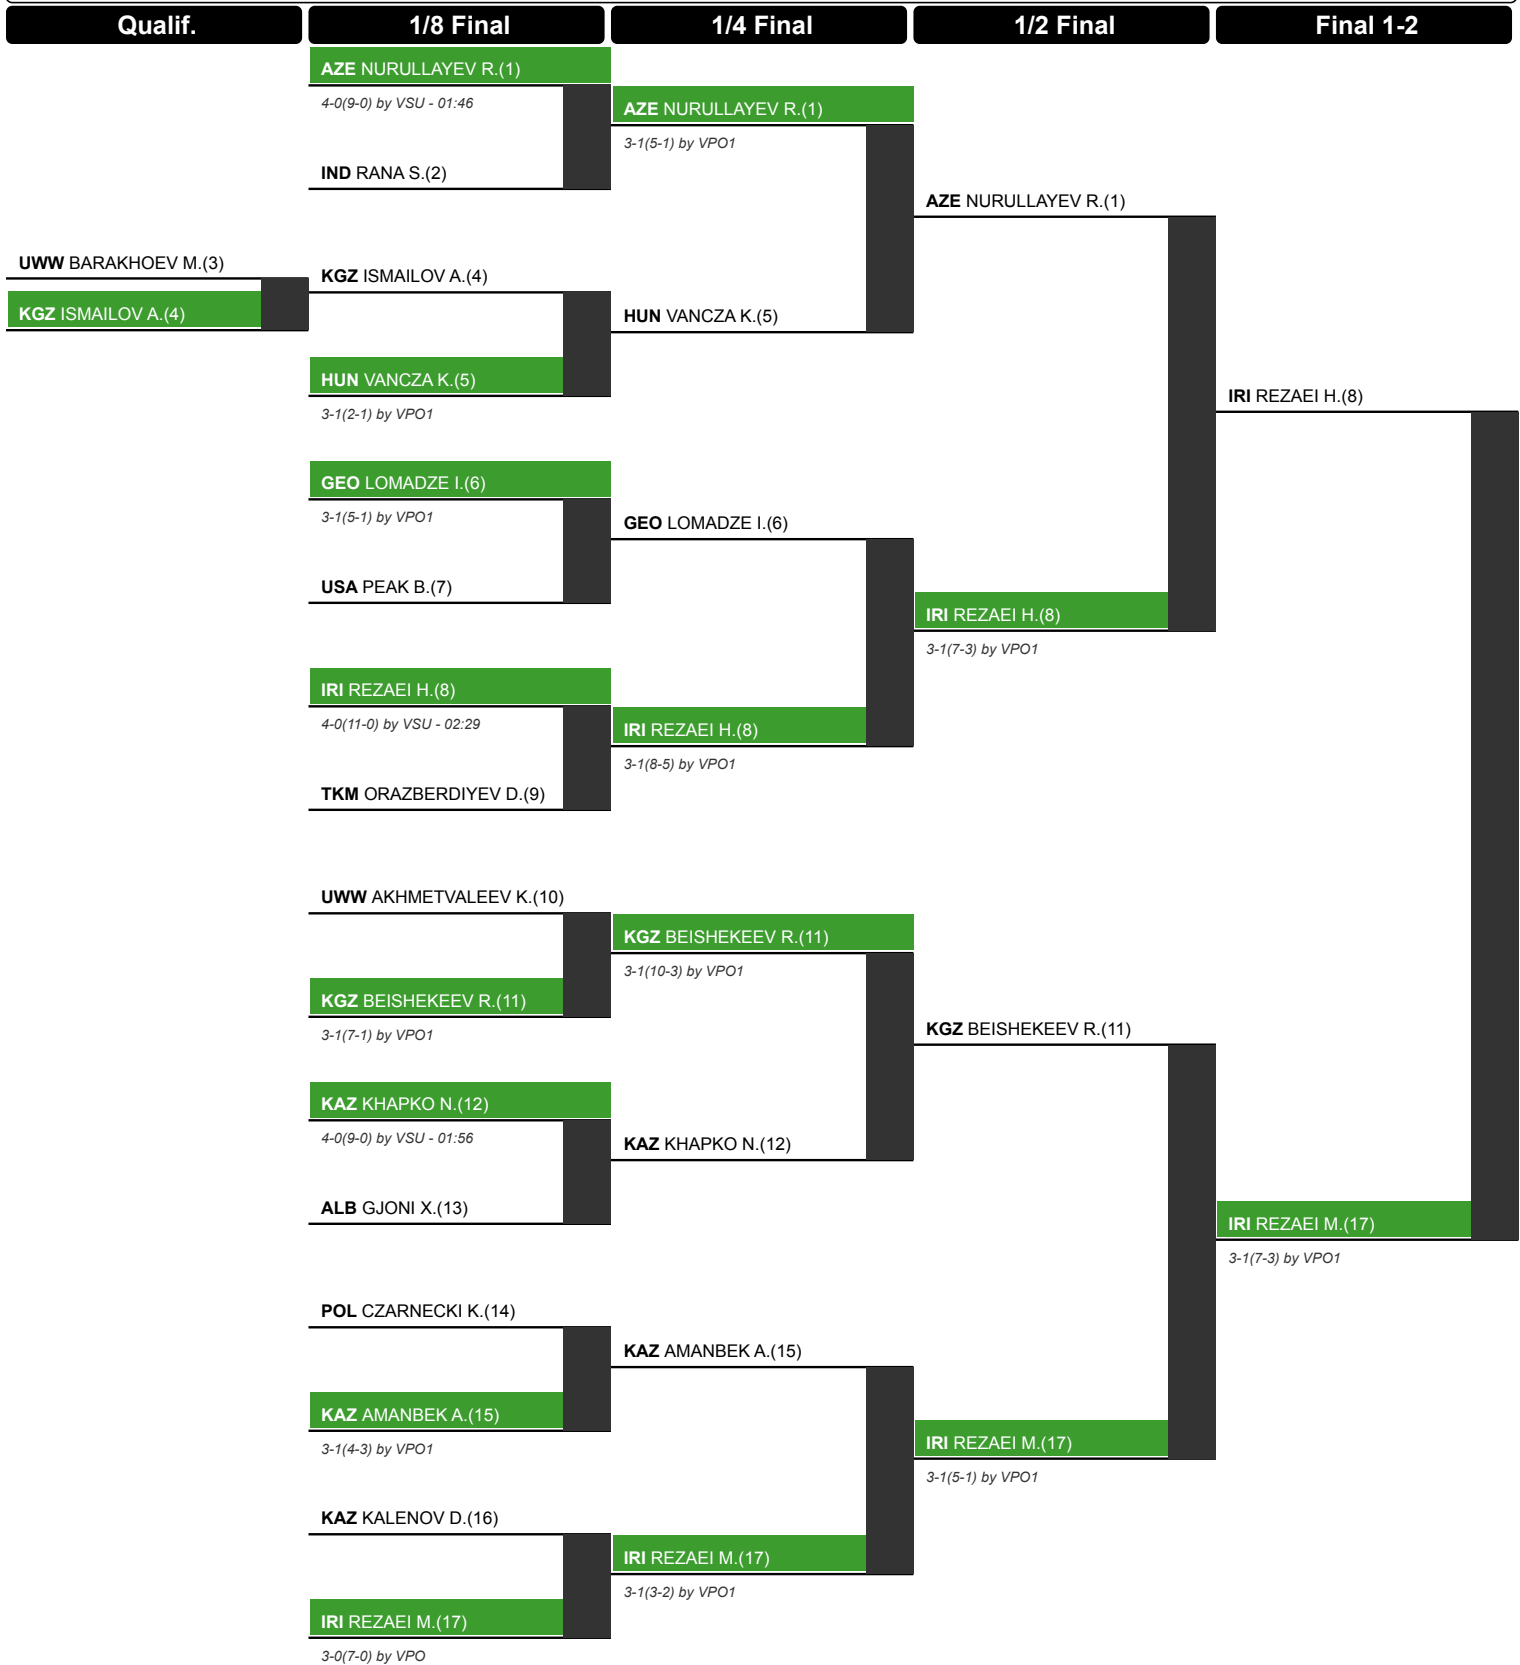 Qualif.
1/8 Final
1/4 Final
1/2 Final
Final 1-2
UWW BARAKHOEV M.(3)
KGZ ISMAILOV A.(4)
AZE NURULLAYEV R.(1)
4-0(9-0) by VSU - 01:46
IND RANA S.(2)
KGZ ISMAILOV A.(4)
HUN VANCZA K.(5)
3-1(2-1) by VPO1
GEO LOMADZE I.(6)
3-1(5-1) by VPO1
USA PEAK B.(7)
IRI REZAEI H.(8)
4-0(11-0) by VSU - 02:29
TKM ORAZBERDIYEV D.(9)
UWW AKHMETVALEEV K.(10)
KGZ BEISHEKEEV R.(11)
3-1(7-1) by VPO1
KAZ KHAPKO N.(12)
4-0(9-0) by VSU - 01:56
ALB GJONI X.(13)
POL CZARNECKI K.(14)
KAZ AMANBEK A.(15)
3-1(4-3) by VPO1
KAZ KALENOV D.(16)
IRI REZAEI M.(17)
3-0(7-0) by VPO
AZE NURULLAYEV R.(1)
3-1(5-1) by VPO1
HUN VANCZA K.(5)
GEO LOMADZE I.(6)
IRI REZAEI H.(8)
3-1(8-5) by VPO1
KGZ BEISHEKEEV R.(11)
3-1(10-3) by VPO1
KAZ KHAPKO N.(12)
KAZ AMANBEK A.(15)
IRI REZAEI M.(17)
3-1(3-2) by VPO1
AZE NURULLAYEV R.(1)
IRI REZAEI H.(8)
3-1(7-3) by VPO1
KGZ BEISHEKEEV R.(11)
IRI REZAEI M.(17)
3-1(5-1) by VPO1
IRI REZAEI H.(8)
IRI REZAEI M.(17)
3-1(7-3) by VPO1